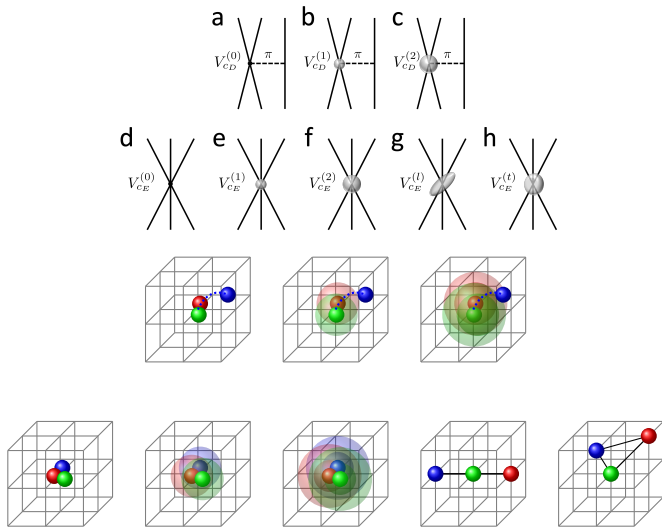 a b c
V_{c_D}^{(0)} π V_{c_D}^{(1)} π V_{c_D}^{(2)} π
d e f g h
V_{c_E}^{(0)} V_{c_E}^{(1)} V_{c_E}^{(2)} V_{c_E}^{(l)} V_{c_E}^{(t)}